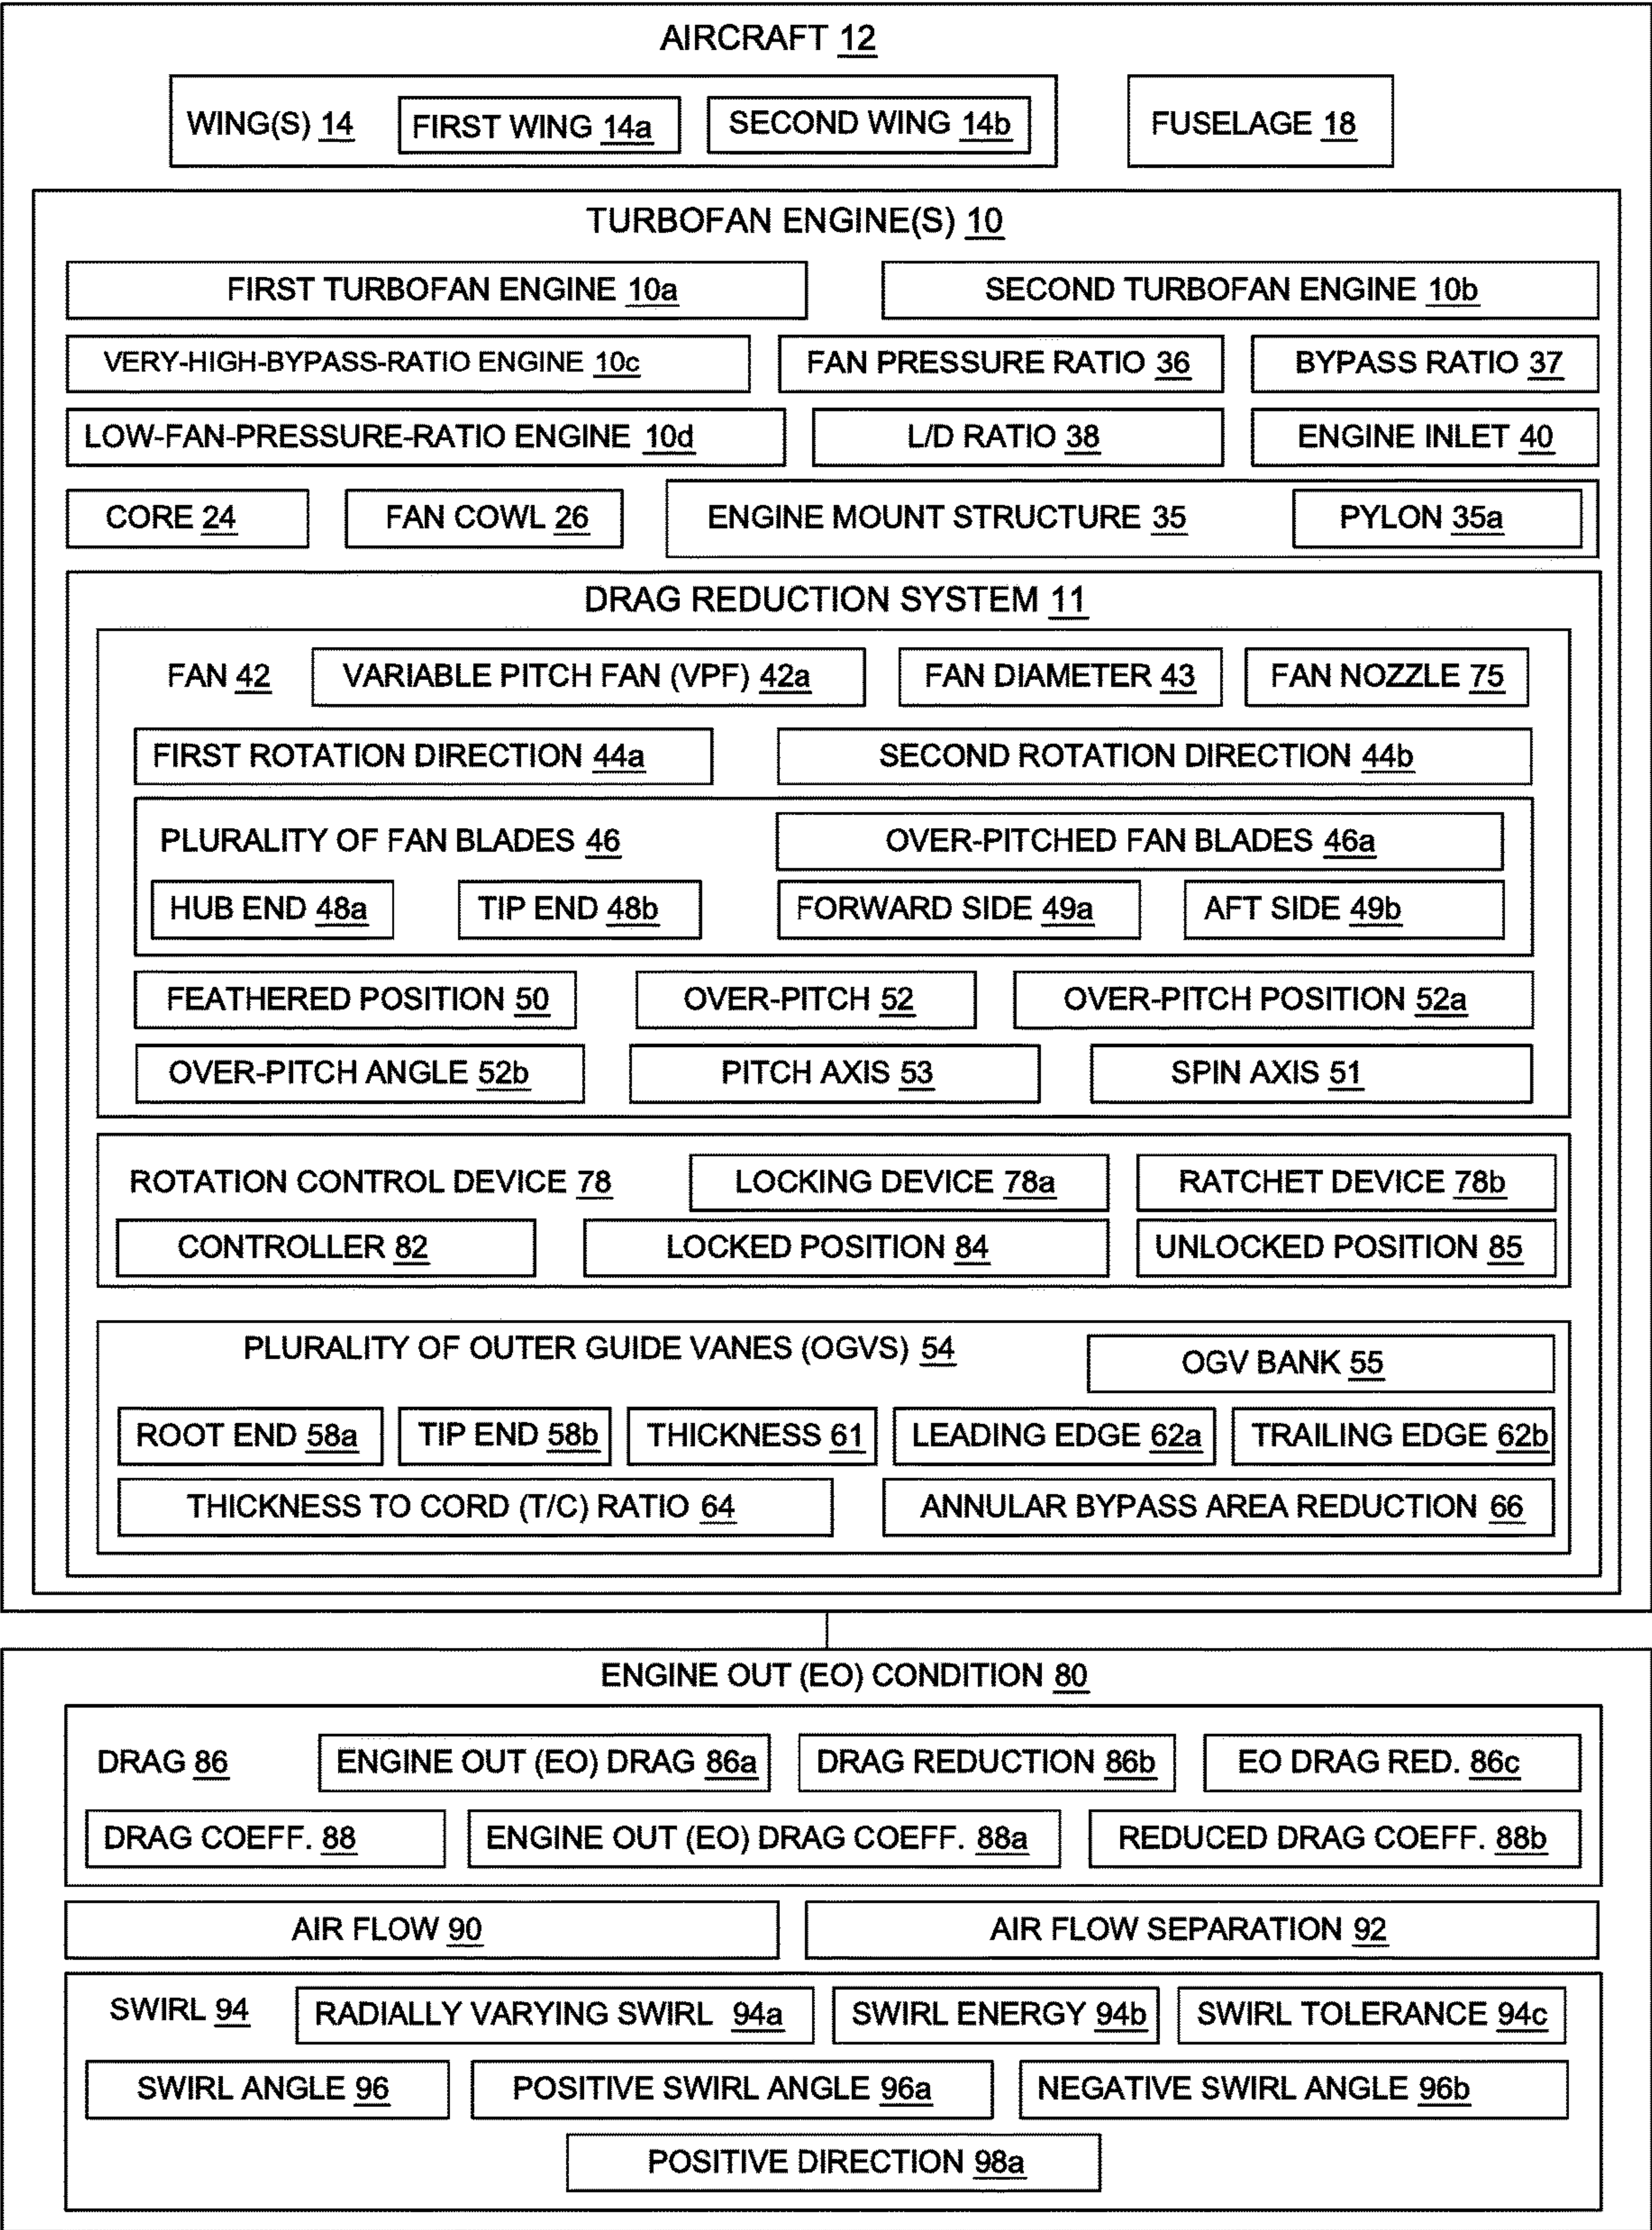 AIRCRAFT 12
WING(S) 14 FIRST WING 14a SECOND WING 14b FUSELAGE 18
TURBOFAN ENGINE(S) 10
FIRST TURBOFAN ENGINE 10a SECOND TURBOFAN ENGINE 10b
VERY-HIGH-BYPASS-RATIO ENGINE 10c FAN PRESSURE RATIO 36 BYPASS RATIO 37
LOW-FAN-PRESSURE-RATIO ENGINE 10d L/D RATIO 38 ENGINE INLET 40
CORE 24 FAN COWL 26 ENGINE MOUNT STRUCTURE 35 PYLON 35a
DRAG REDUCTION SYSTEM 11
FAN 42 VARIABLE PITCH FAN (VPF) 42a FAN DIAMETER 43 FAN NOZZLE 75
FIRST ROTATION DIRECTION 44a SECOND ROTATION DIRECTION 44b
PLURALITY OF FAN BLADES 46 OVER-PITCHED FAN BLADES 46a
HUB END 48a TIP END 48b FORWARD SIDE 49a AFT SIDE 49b
FEATHERED POSITION 50 OVER-PITCH 52 OVER-PITCH POSITION 52a
OVER-PITCH ANGLE 52b PITCH AXIS 53 SPIN AXIS 51
ROTATION CONTROL DEVICE 78 LOCKING DEVICE 78a RATCHET DEVICE 78b
CONTROLLER 82 LOCKED POSITION 84 UNLOCKED POSITION 85
PLURALITY OF OUTER GUIDE VANES (OGVS) 54 OGV BANK 55
ROOT END 58a TIP END 58b THICKNESS 61 LEADING EDGE 62a TRAILING EDGE 62b
THICKNESS TO CORD (T/C) RATIO 64 ANNULAR BYPASS AREA REDUCTION 66
ENGINE OUT (EO) CONDITION 80
DRAG 86 ENGINE OUT (EO) DRAG 86a DRAG REDUCTION 86b EO DRAG RED. 86c
DRAG COEFF. 88 ENGINE OUT (EO) DRAG COEFF. 88a REDUCED DRAG COEFF. 88b
AIR FLOW 90 AIR FLOW SEPARATION 92
SWIRL 94 RADIALLY VARYING SWIRL 94a SWIRL ENERGY 94b SWIRL TOLERANCE 94c
SWIRL ANGLE 96 POSITIVE SWIRL ANGLE 96a NEGATIVE SWIRL ANGLE 96b
POSITIVE DIRECTION 98a